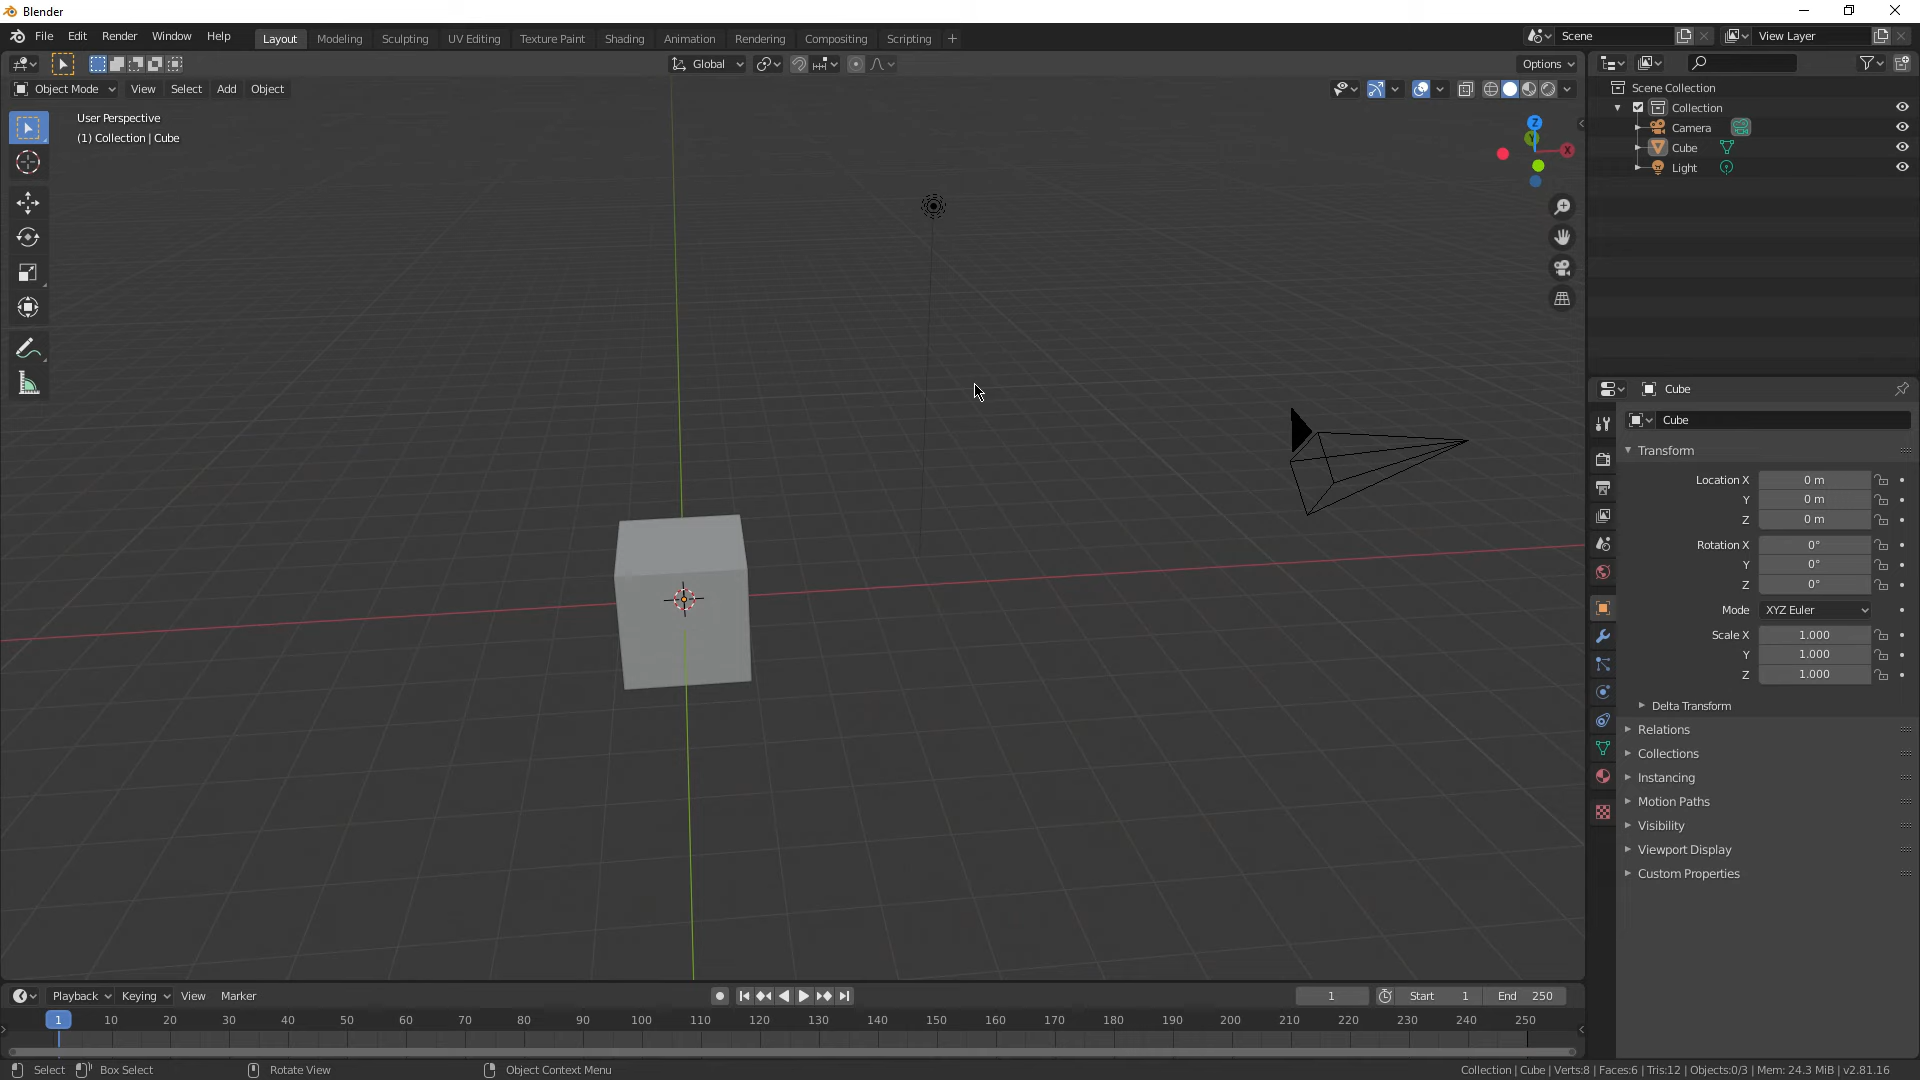 Blender
File Edit Render Window Help Layout Modeling Sculpting UV Editing Texture Paint Shading Animation Rendering Compositing Scripting + Scene View Layer
Global Options
Object Mode View Select Add Object
User Perspective
(1) Collection | Cube
Z
Y
X
Scene Collection
Collection
Camera
Cube
Light
Cube
Cube
Transform
Location X 0 m
Y 0 m
Z 0 m
Rotation X 0°
Y 0°
Z 0°
Mode XYZ Euler
Scale X 1.000
Y 1.000
Z 1.000
Delta Transform
Relations
Collections
Instancing
Motion Paths
Visibility
Viewport Display
Custom Properties
Playback Keying View Marker 1 Start 1 End 250
1 10 20 30 40 50 60 70 80 90 100 110 120 130 140 150 160 170 180 190 200 210 220 230 240 250
Select Box Select Rotate View Object Context Menu Collection | Cube | Verts:8 | Faces:6 | Tris:12 | Objects:0/3 | Mem: 24.3 MiB | v2.81.16